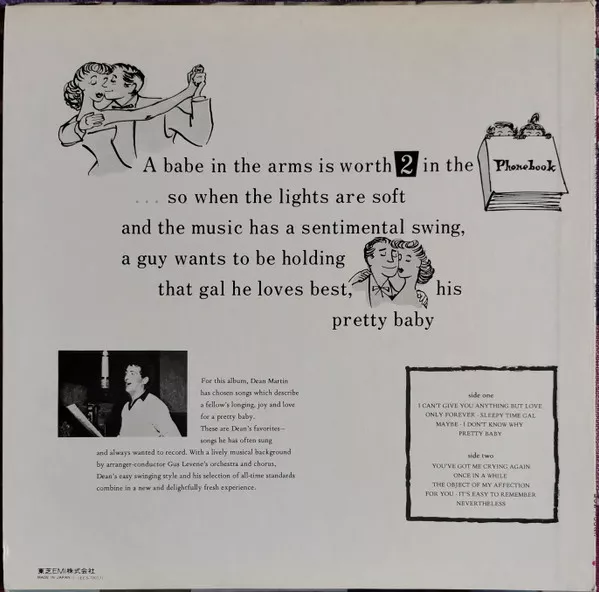 A babe in the arms is worth 2 in the Phonebook
. . . so when the lights are soft
and the music has a sentimental swing,
a guy wants to be holding
that gal he loves best, his
pretty baby
For this album, Dean Martin
has chosen songs which describe
a fellow's longing, joy and love
for a pretty baby.
These are Dean's favorites—
songs he has often sung
and always wanted to record. With a lively musical background
by arranger-conductor Gus Levene's orchestra and chorus,
Dean's easy swinging style and his selection of all-time standards
combine in a new and delightfully fresh experience.
side one
I CAN'T GIVE YOU ANYTHING BUT LOVE
ONLY FOREVER · SLEEPY TIME GAL
MAYBE · I DON'T KNOW WHY
PRETTY BABY
side two
YOU'VE GOT ME CRYING AGAIN
ONCE IN A WHILE
THE OBJECT OF MY AFFECTION
FOR YOU · IT'S EASY TO REMEMBER
NEVERTHELESS
東芝EMI株式会社
MADE IN JAPAN